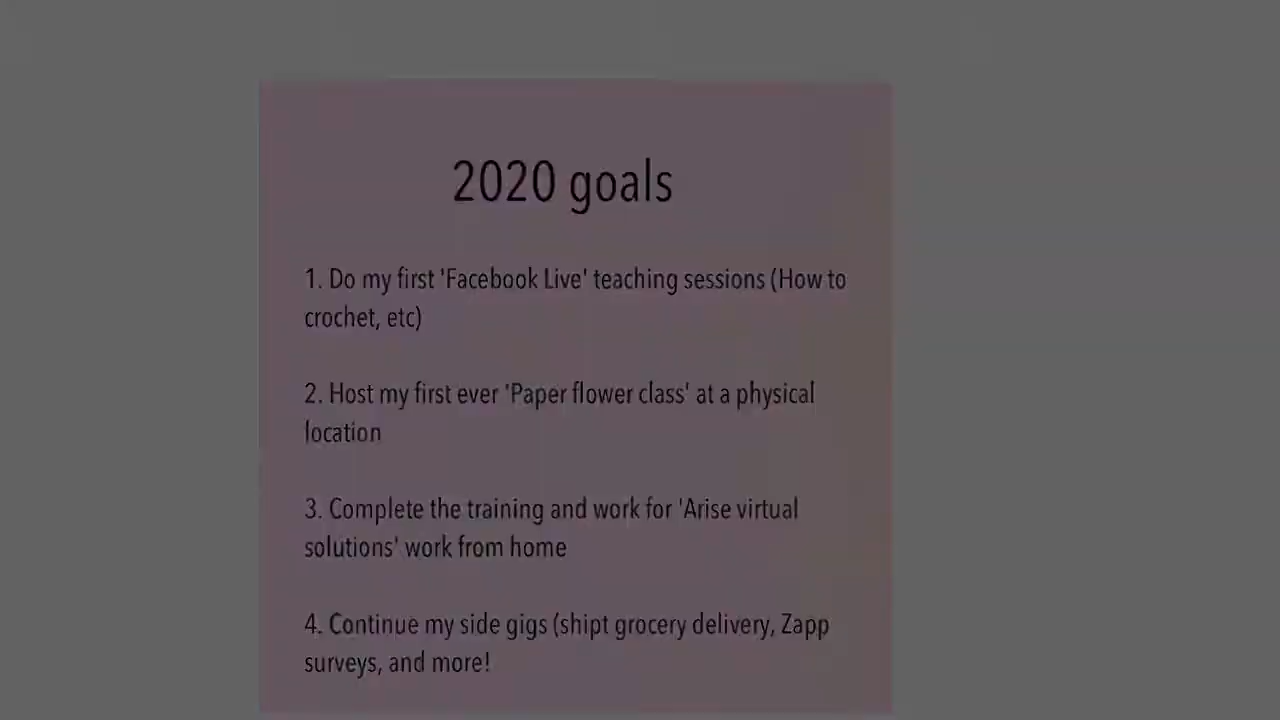 2020 goals
1. Do my first 'Facebook Live' teaching sessions (How to
crochet, etc)
2. Host my first ever 'Paper flower class' at a physical
location
3. Complete the training and work for 'Arise virtual
solutions' work from home
4. Continue my side gigs (shipt grocery delivery, Zapp
surveys, and more!